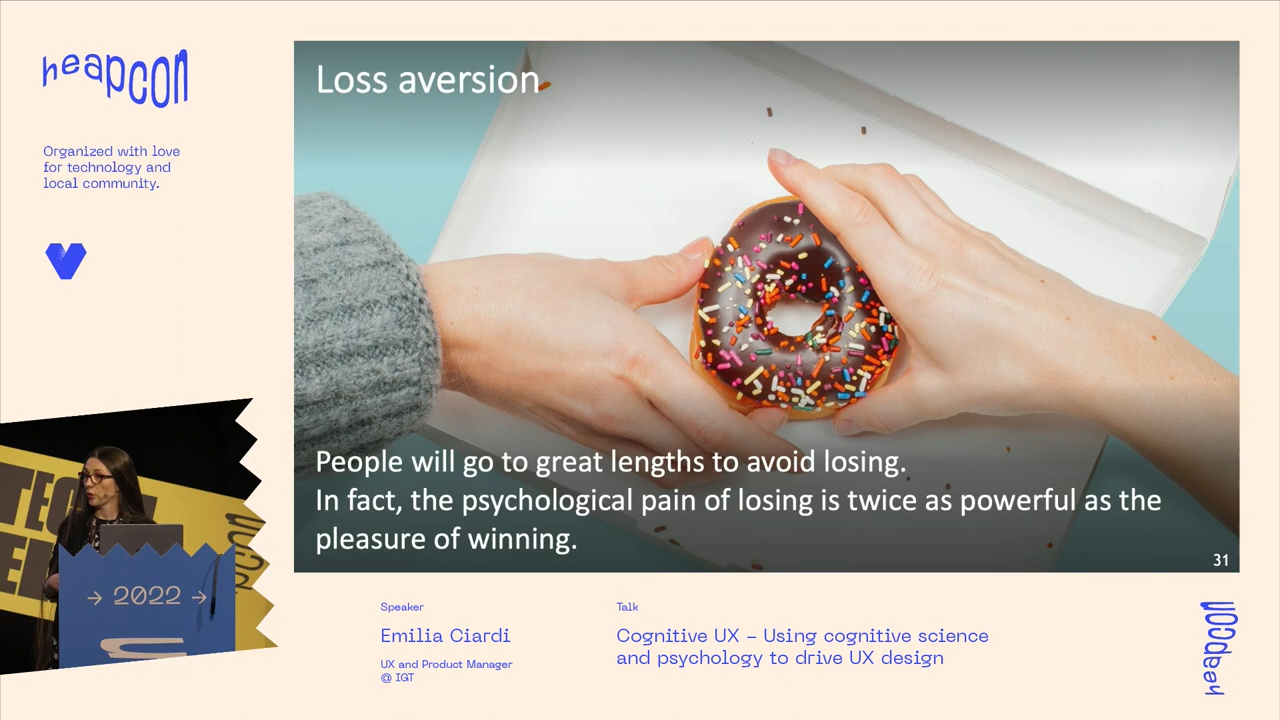 heapcon
Organized with love
for technology and
local community.
Loss aversion
People will go to great lengths to avoid losing.
In fact, the psychological pain of losing is twice as powerful as the
pleasure of winning.
31
→ 2022 →
Speaker
Emilia Ciardi
UX and Product Manager
@ IGT
Talk
Cognitive UX – Using cognitive science
and psychology to drive UX design
heapcon